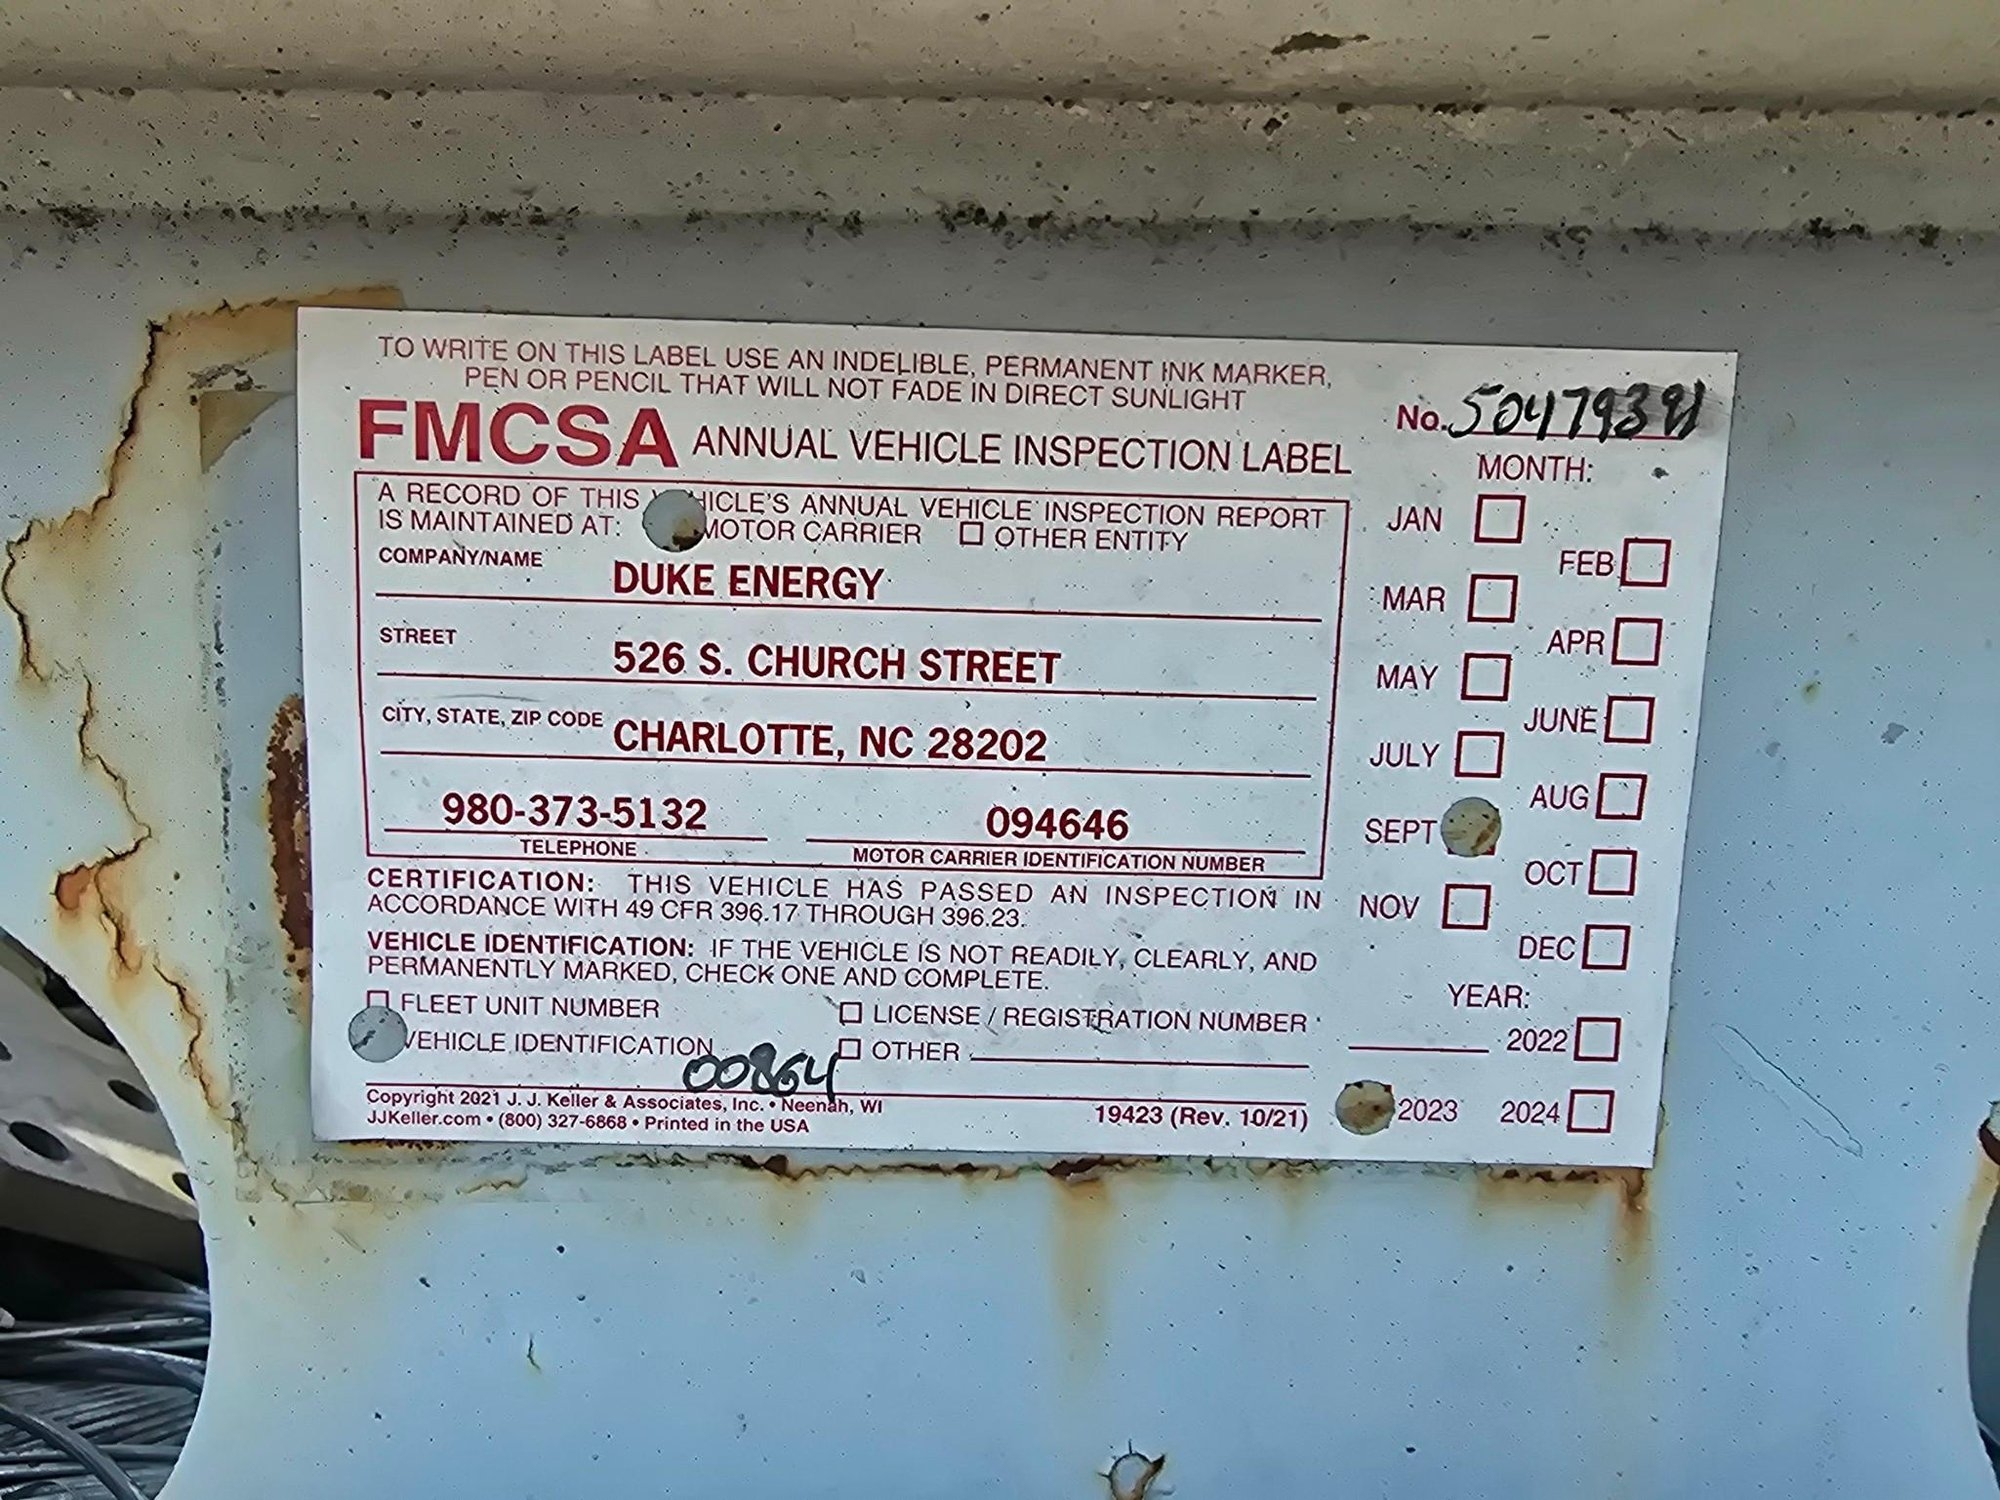 TO WRITE ON THIS LABEL USE AN INDELIBLE, PERMANENT INK MARKER,
PEN OR PENCIL THAT WILL NOT FADE IN DIRECT SUNLIGHT
FMCSA ANNUAL VEHICLE INSPECTION LABEL
A RECORD OF THIS HICLE'S ANNUAL VEHICLE INSPECTION REPORT
IS MAINTAINED AT: MOTOR CARRIER OTHER ENTITY
COMPANY/NAME DUKE ENERGY
STREET 526 S. CHURCH STREET
CITY, STATE, ZIP CODE CHARLOTTE, NC 28202
980-373-5132 094646
TELEPHONE MOTOR CARRIER IDENTIFICATION NUMBER
CERTIFICATION: THIS VEHICLE HAS PASSED AN INSPECTION IN
ACCORDANCE WITH 49 CFR 396.17 THROUGH 396.23.
VEHICLE IDENTIFICATION: IF THE VEHICLE IS NOT READILY, CLEARLY, AND
PERMANENTLY MARKED, CHECK ONE AND COMPLETE.
FLEET UNIT NUMBER LICENSE / REGISTRATION NUMBER
VEHICLE IDENTIFICATION 00864 OTHER
Copyright 2021 J. J. Keller & Associates, Inc. • Neenah, WI
JJKeller.com • (800) 327-6868 • Printed in the USA
19423 (Rev. 10/21)
No.
MONTH:
JAN
FEB
MAR
APR
MAY
JUNE
JULY
AUG
SEPT
OCT
NOV
DEC
YEAR:
2022
2023 2024